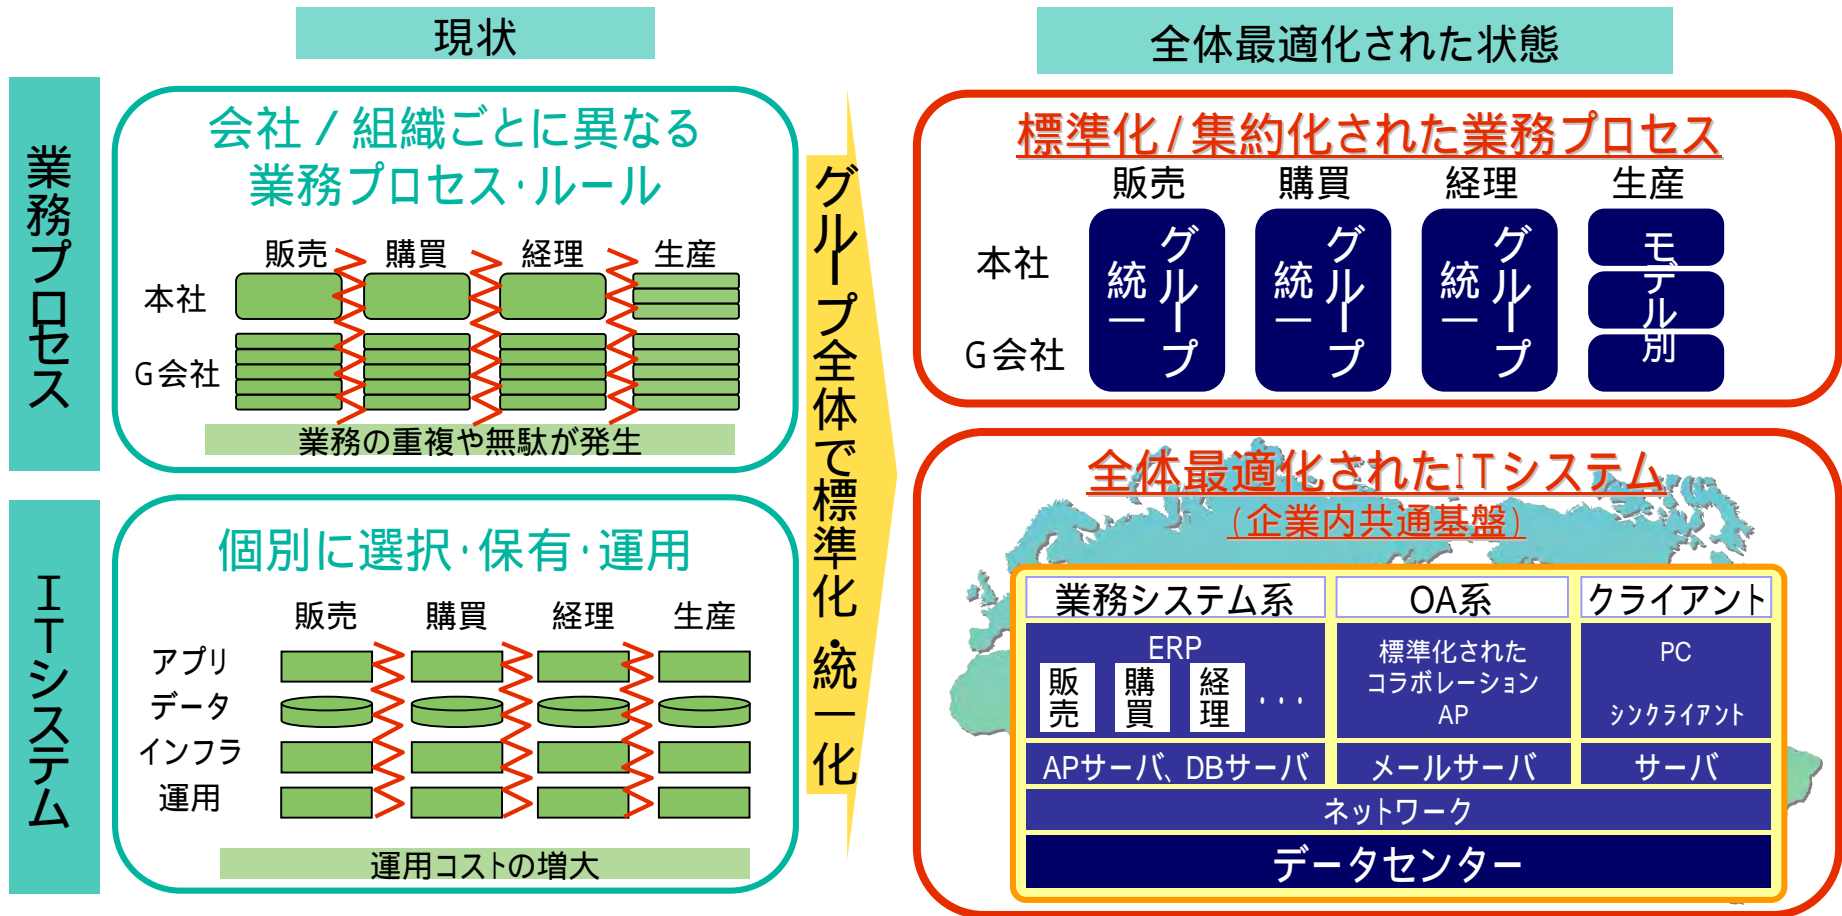 現状
全体最適化された状態
業務プロセス
会社/組織ごとに異なる
業務プロセス・ルール
販売 購買 経理 生産
本社
G会社
業務の重複や無駄が発生
ITシステム
個別に選択・保有・運用
販売 購買 経理 生産
アプリ
データ
インフラ
運用
運用コストの増大
グループ全体で標準化・統一化
標準化/集約化された業務プロセス
販売 購買 経理 生産
本社
G会社
グループ
統一
グループ
統一
グループ
統一
モデル別
全体最適化されたITシステム
(企業内共通基盤)
業務システム系 OA系 クライアント
ERP
販売 購買 経理 ・・・
標準化された
コラボレーション
AP
PC
シンクライアント
APサーバ、DBサーバ メールサーバ サーバ
ネットワーク
データセンター